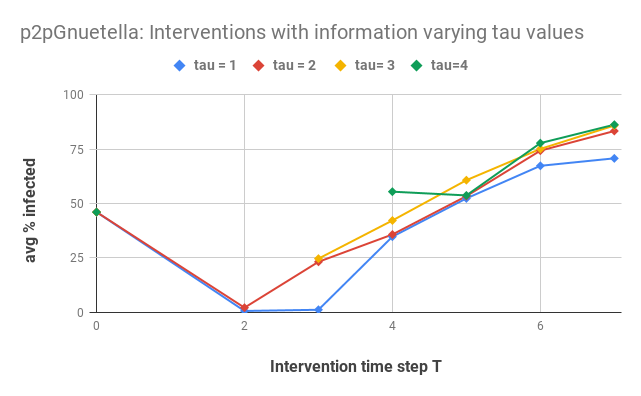 p2pGnuetella: Interventions with information varying tau values
tau = 1 tau = 2 tau= 3 tau=4
100
75
50
25
0
avg % infected
0 2 4 6
Intervention time step T